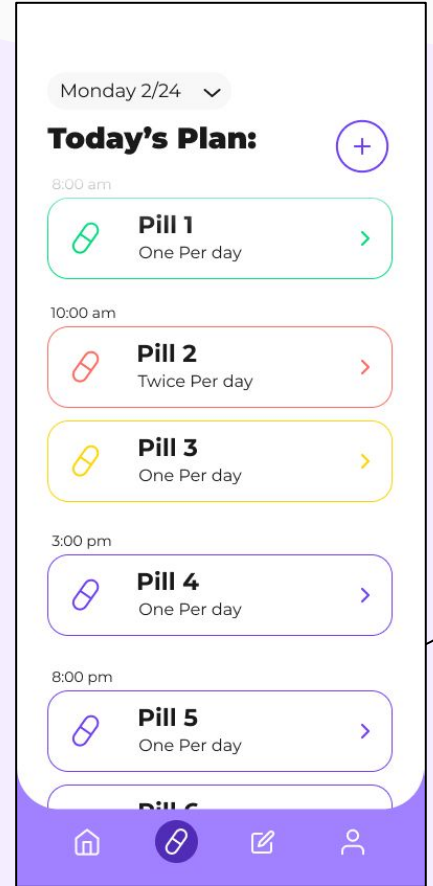 Monday 2/24
Today’s Plan:
8:00 am
Pill 1
One Per day
10:00 am
Pill 2
Twice Per day
Pill 3
One Per day
3:00 pm
Pill 4
One Per day
8:00 pm
Pill 5
One Per day